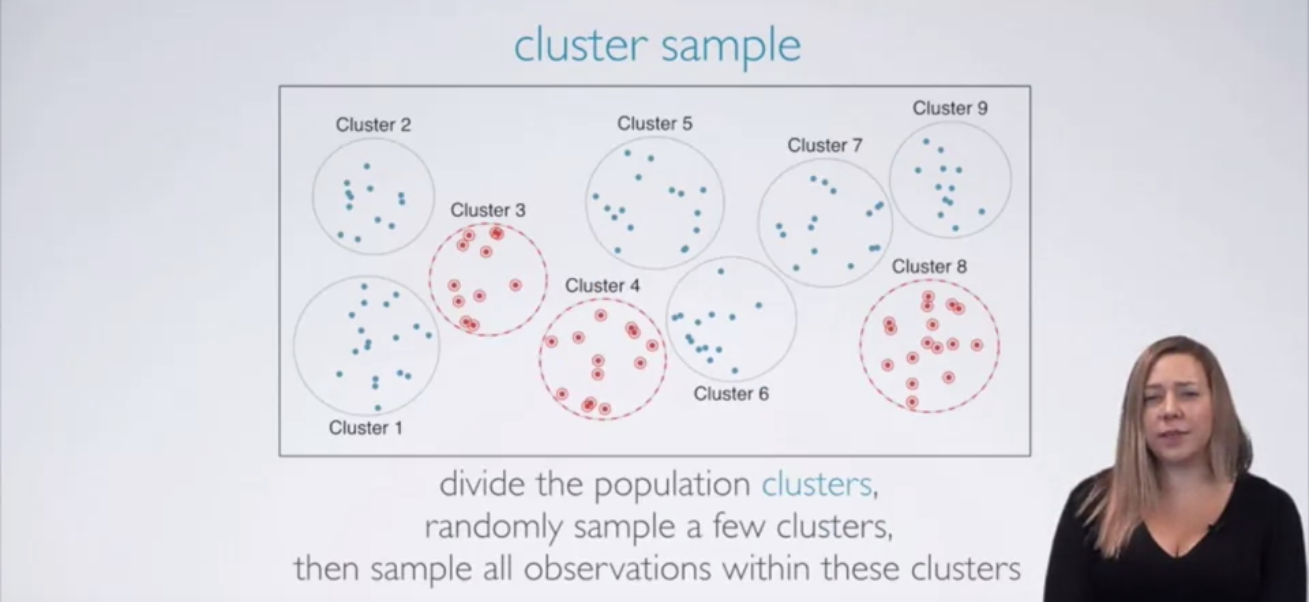 cluster sample
Cluster 2
Cluster 5
Cluster 9
Cluster 7
Cluster 3
Cluster 8
Cluster 4
Cluster 6
Cluster 1
divide the population clusters,
randomly sample a few clusters,
then sample all observations within these clusters